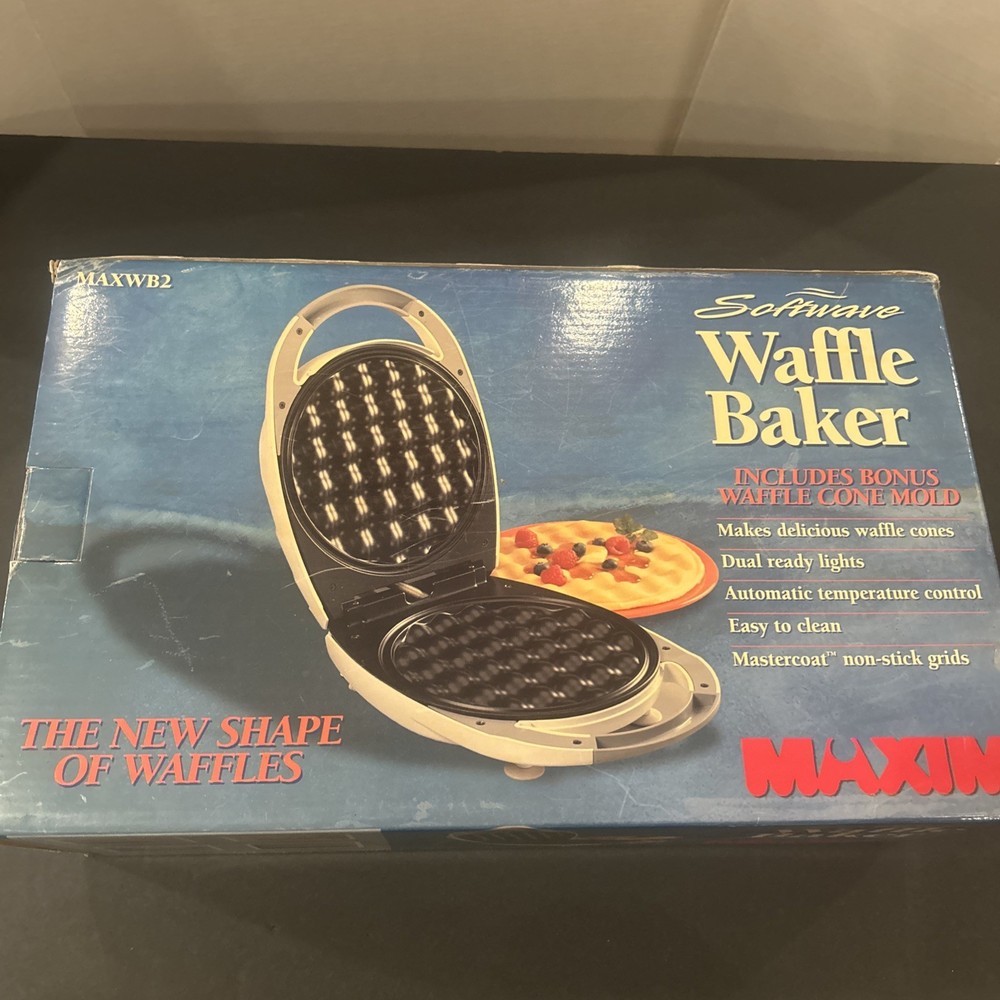 MAXWB2
Softwave
Waffle
Baker
INCLUDES BONUS
WAFFLE CONE MOLD
Makes delicious waffle cones
Dual ready lights
Automatic temperature control
Easy to clean
Mastercoat™ non-stick grids
THE NEW SHAPE
OF WAFFLES
MAXIM